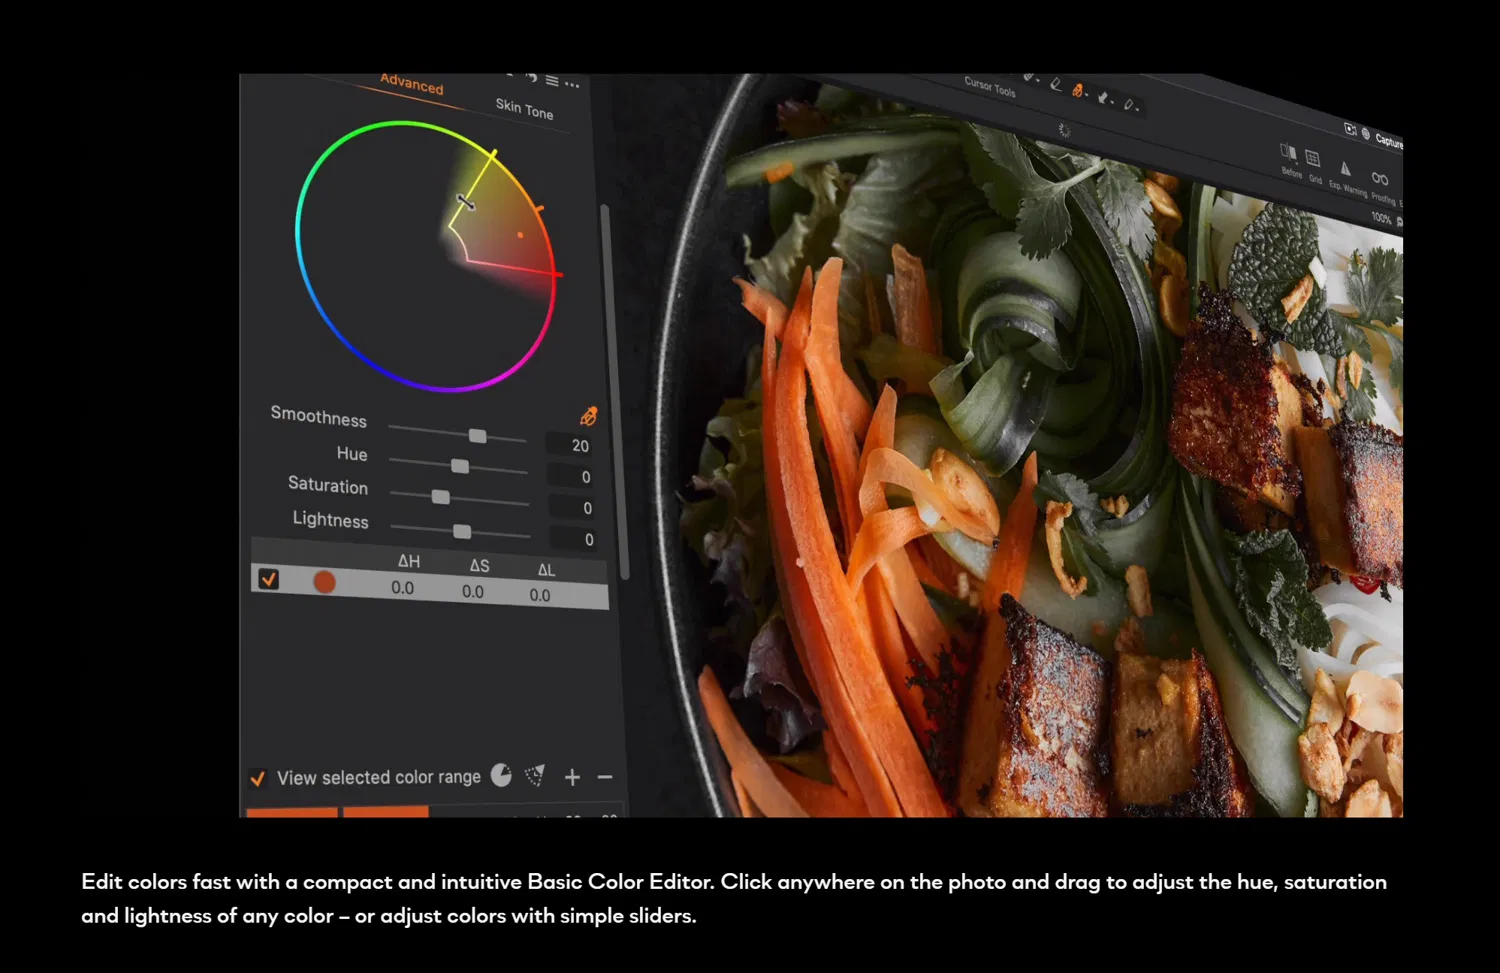 Advanced
Skin Tone
Cursor Tools
Capture
Before
Grid
Exp. Warning
Proofing
100%
Smoothness
20
Hue
0
Saturation
0
Lightness
0
ΔH ΔS ΔL
0.0 0.0 0.0
View selected color range
Edit colors fast with a compact and intuitive Basic Color Editor. Click anywhere on the photo and drag to adjust the hue, saturation
and lightness of any color – or adjust colors with simple sliders.